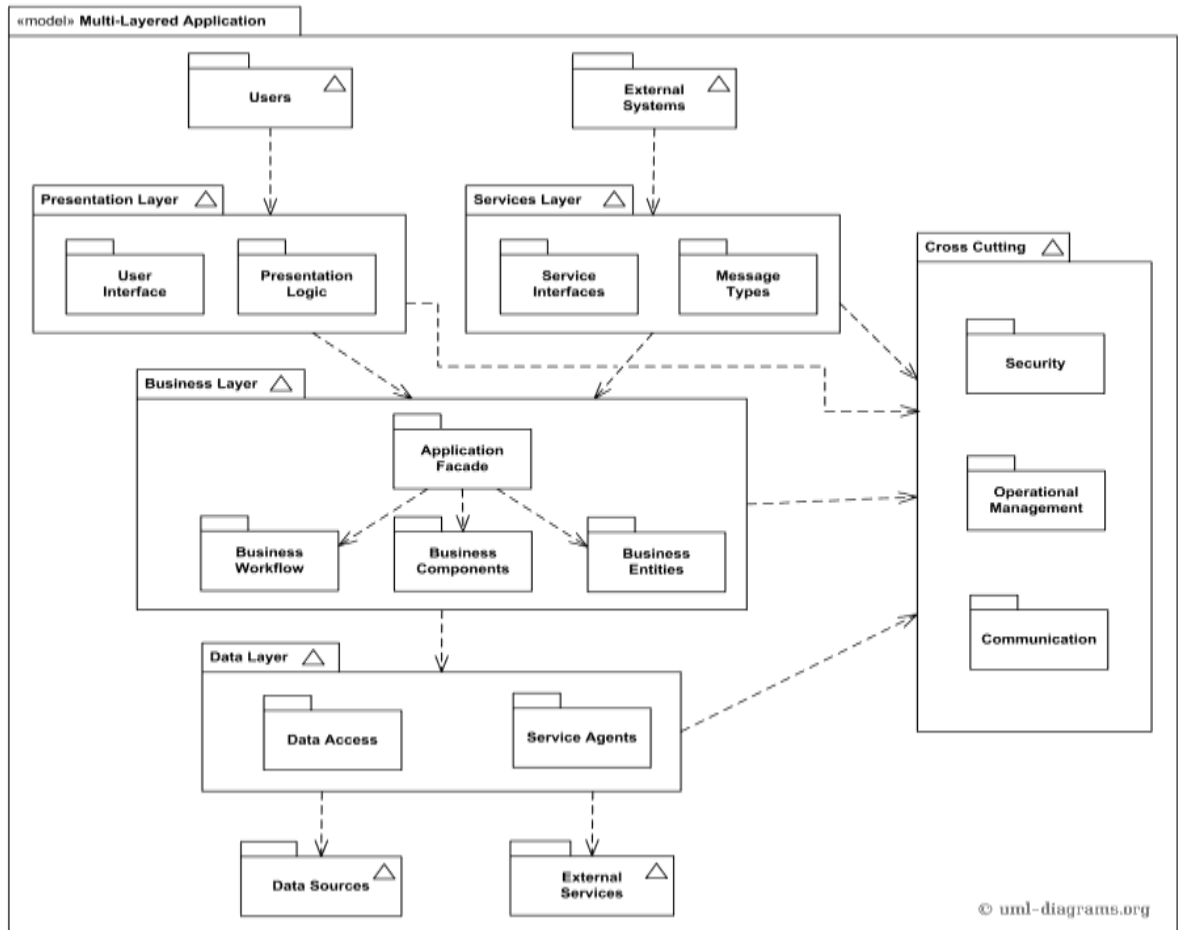 «model» Multi-Layered Application
Users
External
Systems
Presentation Layer
Services Layer
User
Interface
Presentation
Logic
Service
Interfaces
Message
Types
Cross Cutting
Security
Operational
Management
Communication
Business Layer
Application
Facade
Business
Workflow
Business
Components
Business
Entities
Data Layer
Data Access
Service Agents
Data Sources
External
Services
© uml-diagrams.org